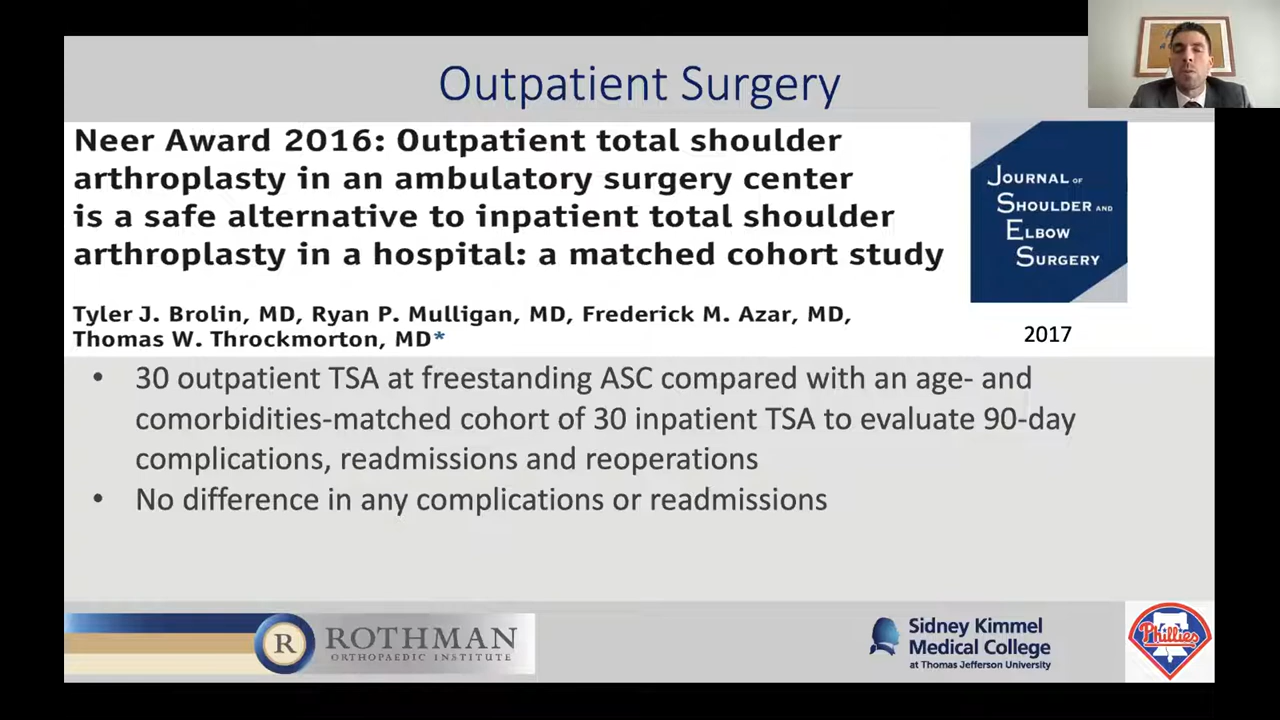 Outpatient Surgery
Neer Award 2016: Outpatient total shoulder
arthroplasty in an ambulatory surgery center
is a safe alternative to inpatient total shoulder
arthroplasty in a hospital: a matched cohort study
Tyler J. Brolin, MD, Ryan P. Mulligan, MD, Frederick M. Azar, MD,
Thomas W. Throckmorton, MD*
JOURNAL OF
SHOULDER AND
ELBOW
SURGERY
2017
• 30 outpatient TSA at freestanding ASC compared with an age- and
comorbidities-matched cohort of 30 inpatient TSA to evaluate 90-day
complications, readmissions and reoperations
• No difference in any complications or readmissions
R ROTHMAN
ORTHOPAEDIC INSTITUTE
Sidney Kimmel
Medical College
at Thomas Jefferson University
Phillies